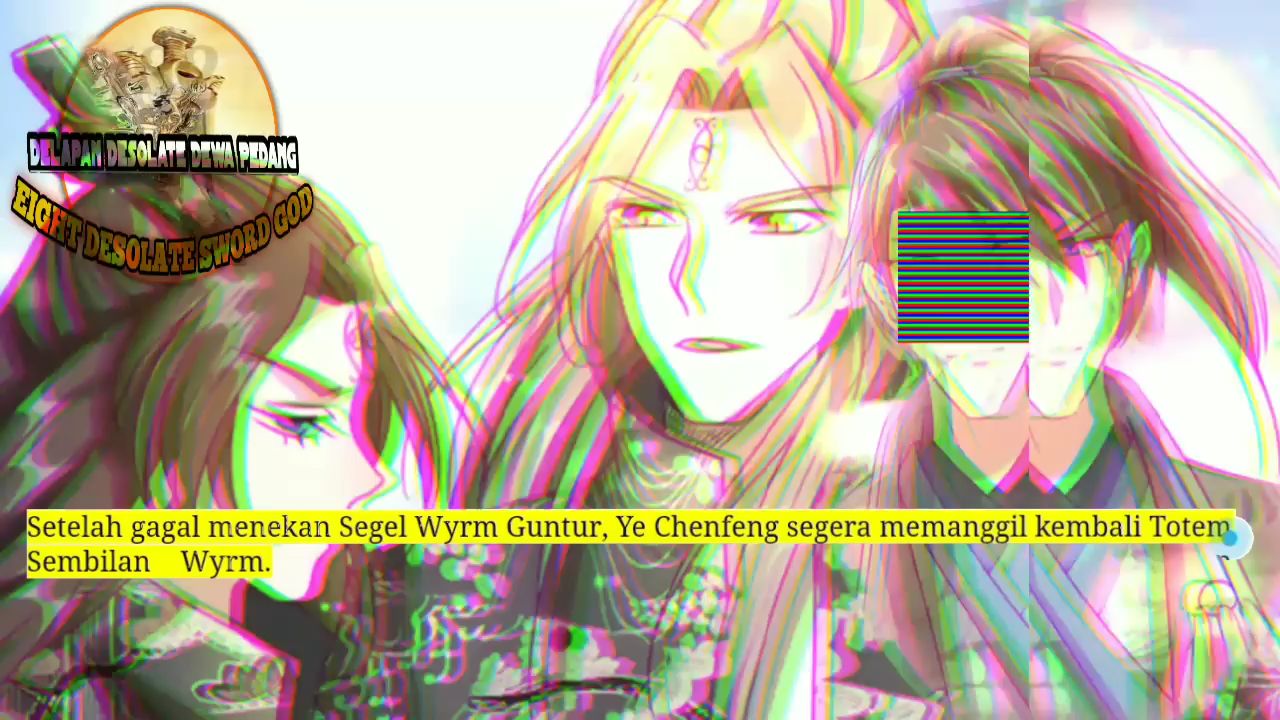 DELAPAN DESOLATE DEWA PEDANG
EIGHT DESOLATE SWORD GOD
Setelah gagal menekan Segel Wyrm Guntur, Ye Chenfeng segera memanggil kembali Totem
Sembilan Wyrm.